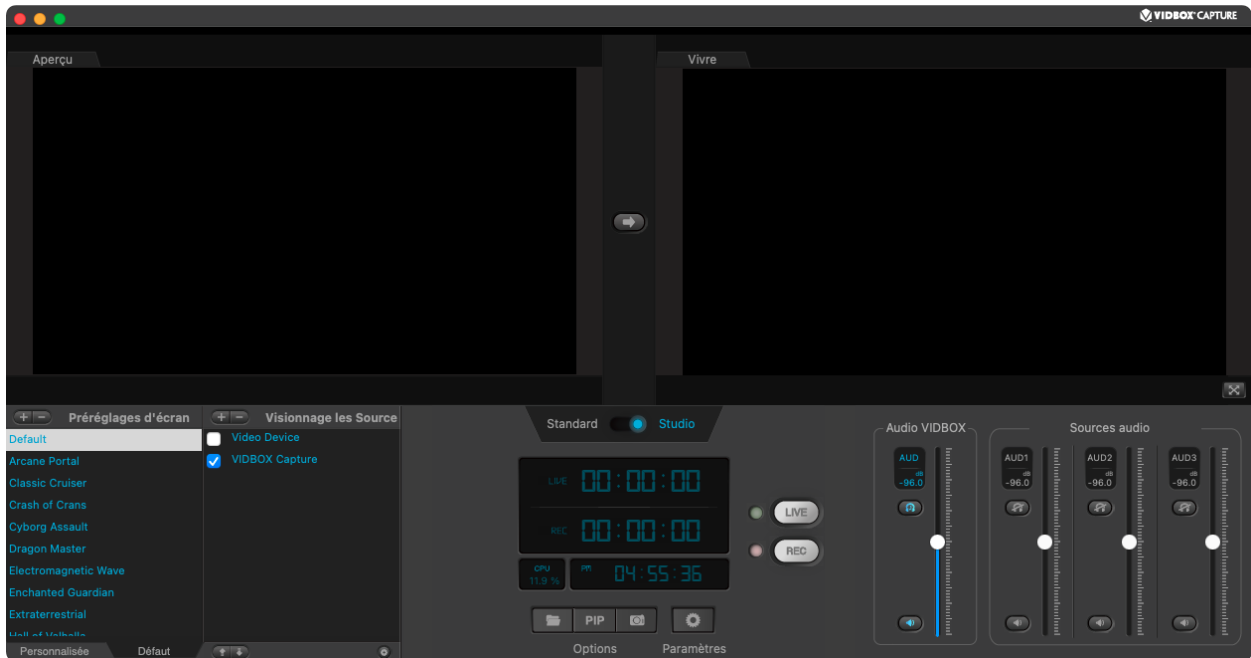 VIDBOX CAPTURE
Aperçu
Vivre
Préréglages d'écran
Visionnage les Source
Default
Arcane Portal
Classic Cruiser
Crash of Crans
Cyborg Assault
Dragon Master
Electromagnetic Wave
Enchanted Guardian
Extraterrestrial
Hall of Valhalla
Personnalisée
Défaut
Video Device
VIDBOX Capture
Standard
Studio
LIVE 00:00:00
REC 00:00:00
CPU
11.9 %
PM 04:55:36
LIVE
REC
PIP
Options
Paramètres
Audio VIDBOX
AUD
dB
-96.0
Sources audio
AUD1
dB
-96.0
AUD2
dB
-96.0
AUD3
dB
-96.0